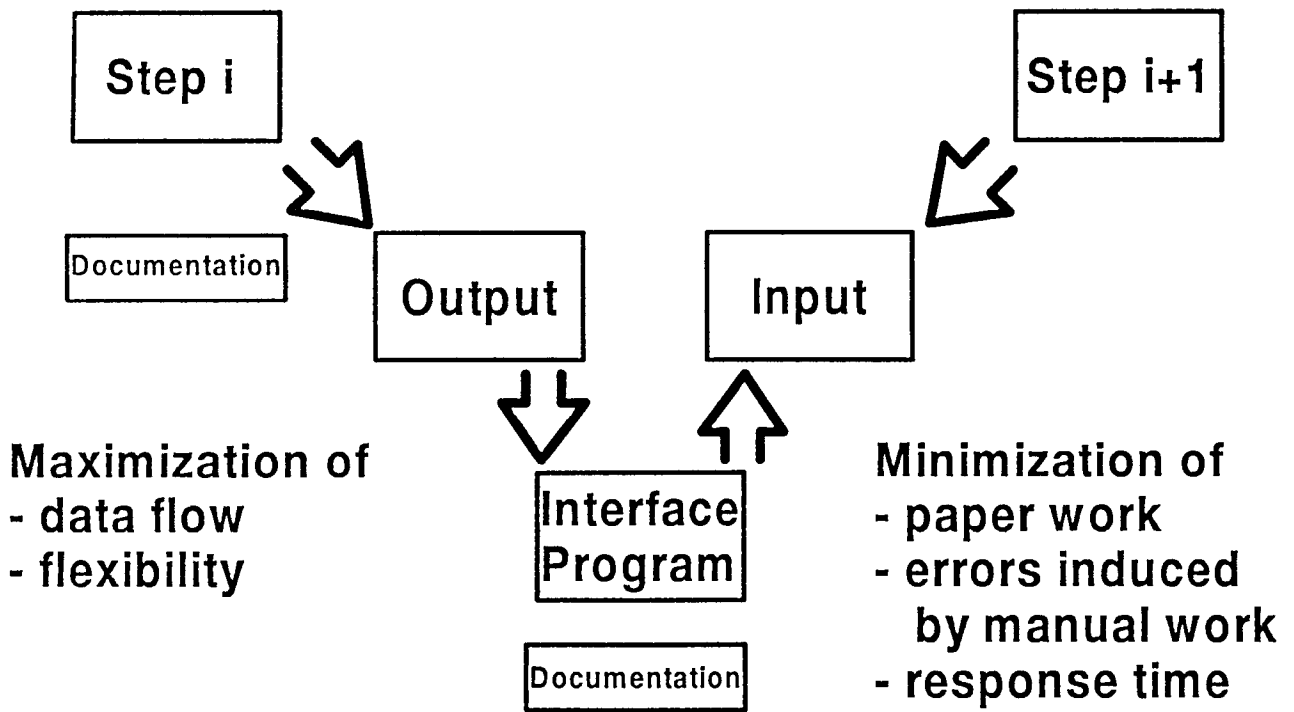 Step i
Step i+1
Documentation
Output
Input
Maximization of
- data flow
- flexibility
Interface
Program
Documentation
Minimization of
- paper work
- errors induced
by manual work
- response time